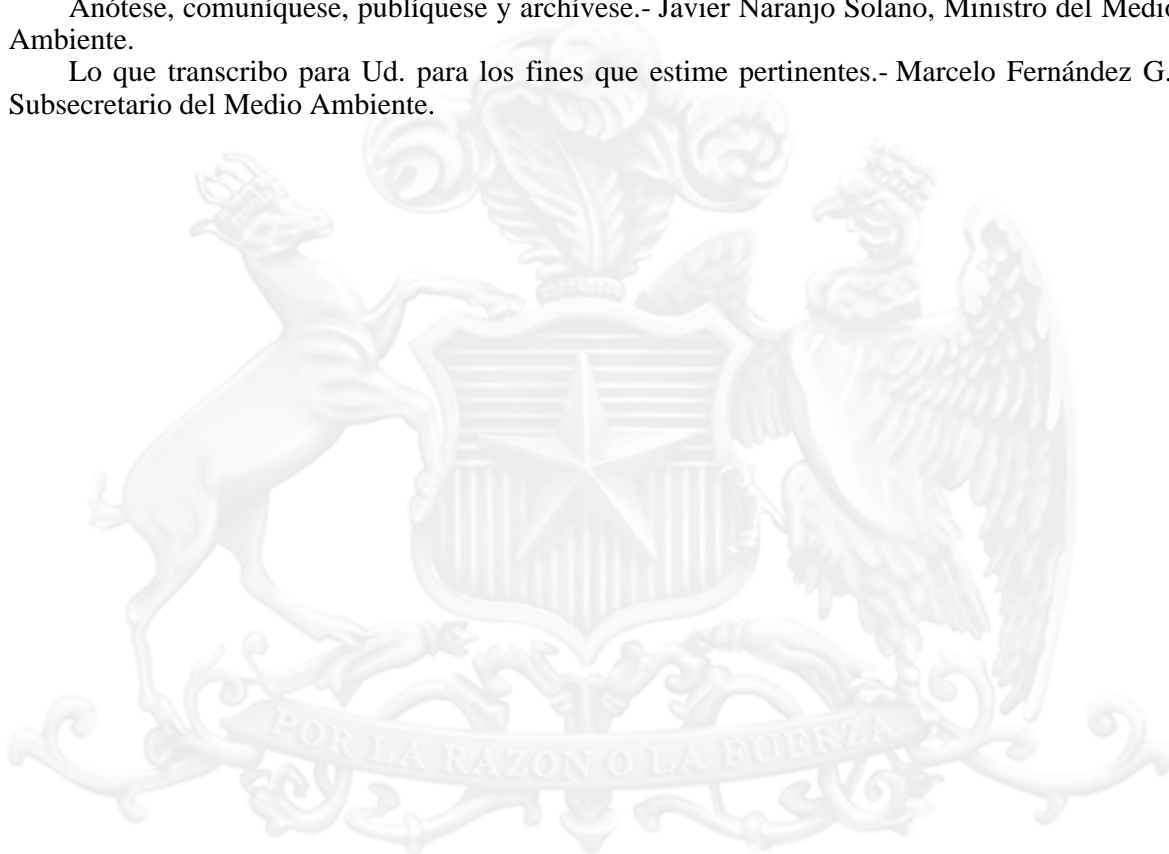 Anótese, comuníquese, publíquese y archívese.- Javier Naranjo Solano, Ministro del Medio
Ambiente.
Lo que transcribo para Ud. para los fines que estime pertinentes.- Marcelo Fernández G.
Subsecretario del Medio Ambiente.
POR LA RAZON O LA FUERZA